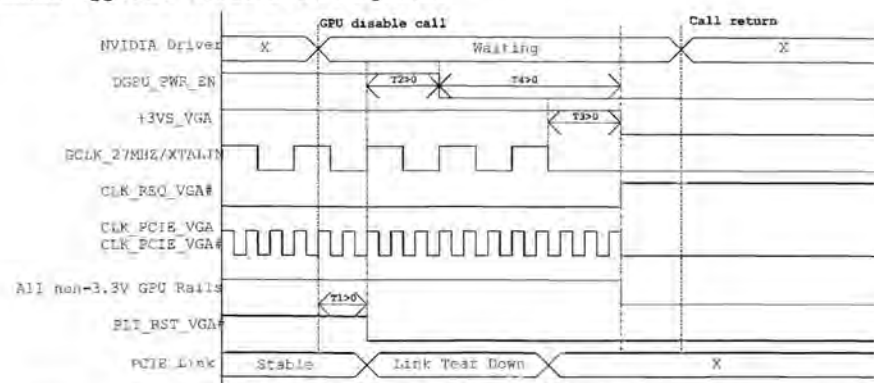 GPU disable call Call return
NVIDIA Driver X Waiting X
DGPU_PWR_EN T2>0 T4>0
+3VS_VGA T3>0
GCLK_27MHZ/XTALIN
CLK_REQ_VGA#
CLK_PCIE_VGA
CLK_PCIE_VGA#
All non-3.3V GPU Rails T1>0
PLT_RST_VGA#
PCIE Link Stable Link Tear Down X